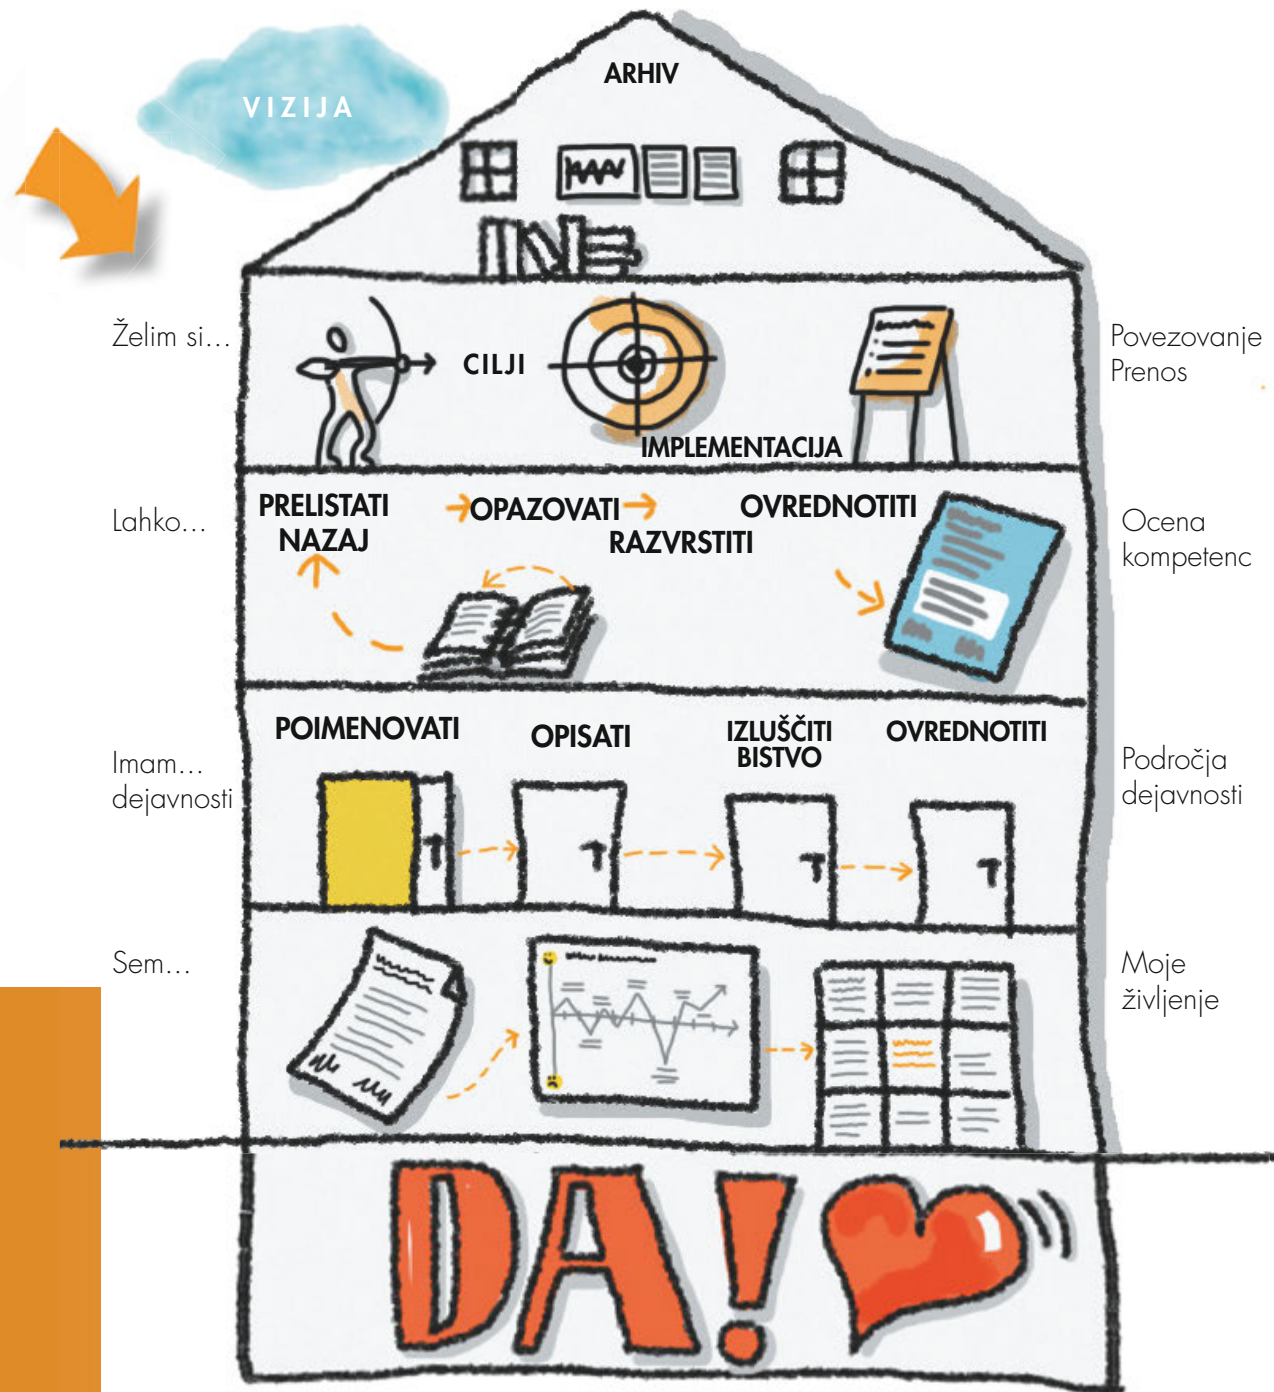 ARHIV
VIZIJA
Želim si...
CILJI
IMPLEMENTACIJA
Povezovanje
Prenos
Lahko...
PRELISTATI
NAZAJ
OPAZOVATI
RAZVRSTITI
OVREDNOTITI
Ocena
kompetenc
Imam...
dejavnosti
POIMENOVATI
OPISATI
IZLUŠČITI
BISTVO
OVREDNOTITI
Področja
dejavnosti
Sem...
Moje
življenje
DA!